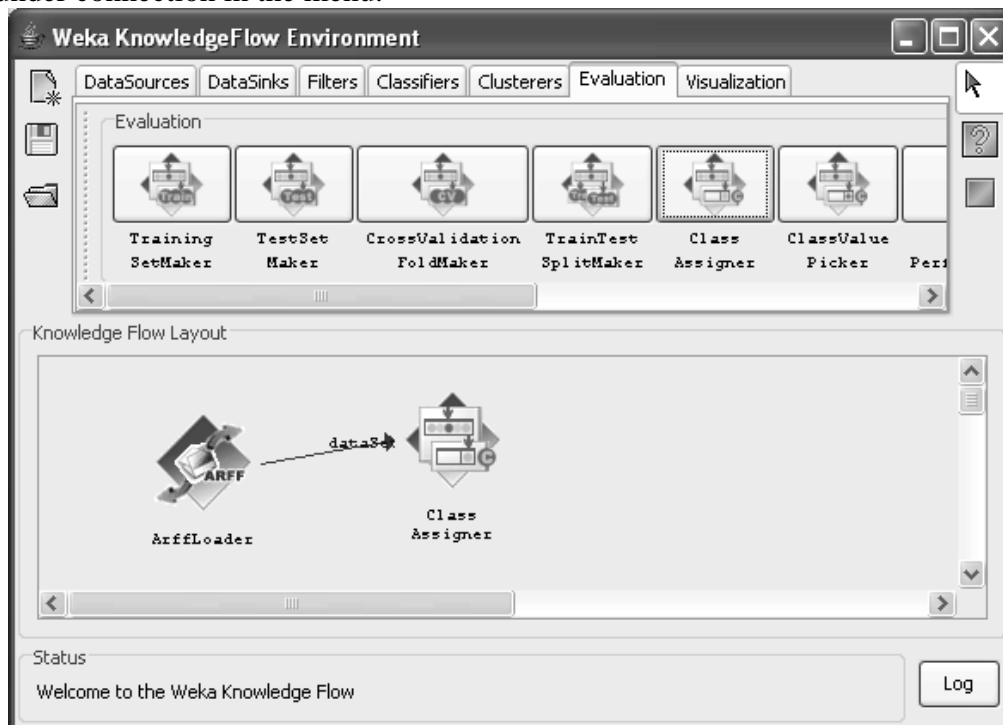 under connection in the menu.
Weka KnowledgeFlow Environment
DataSources DataSinks Filters Classifiers Clusterers Evaluation Visualization
Evaluation
Training SetMaker
TestSet Maker
CrossValidation FoldMaker
TrainTest SplitMaker
Class Assigner
ClassValue Picker
Perf
Knowledge Flow Layout
ARFF
dataSet
ArffLoader
Class
Assigner
Status
Welcome to the Weka Knowledge Flow
Log